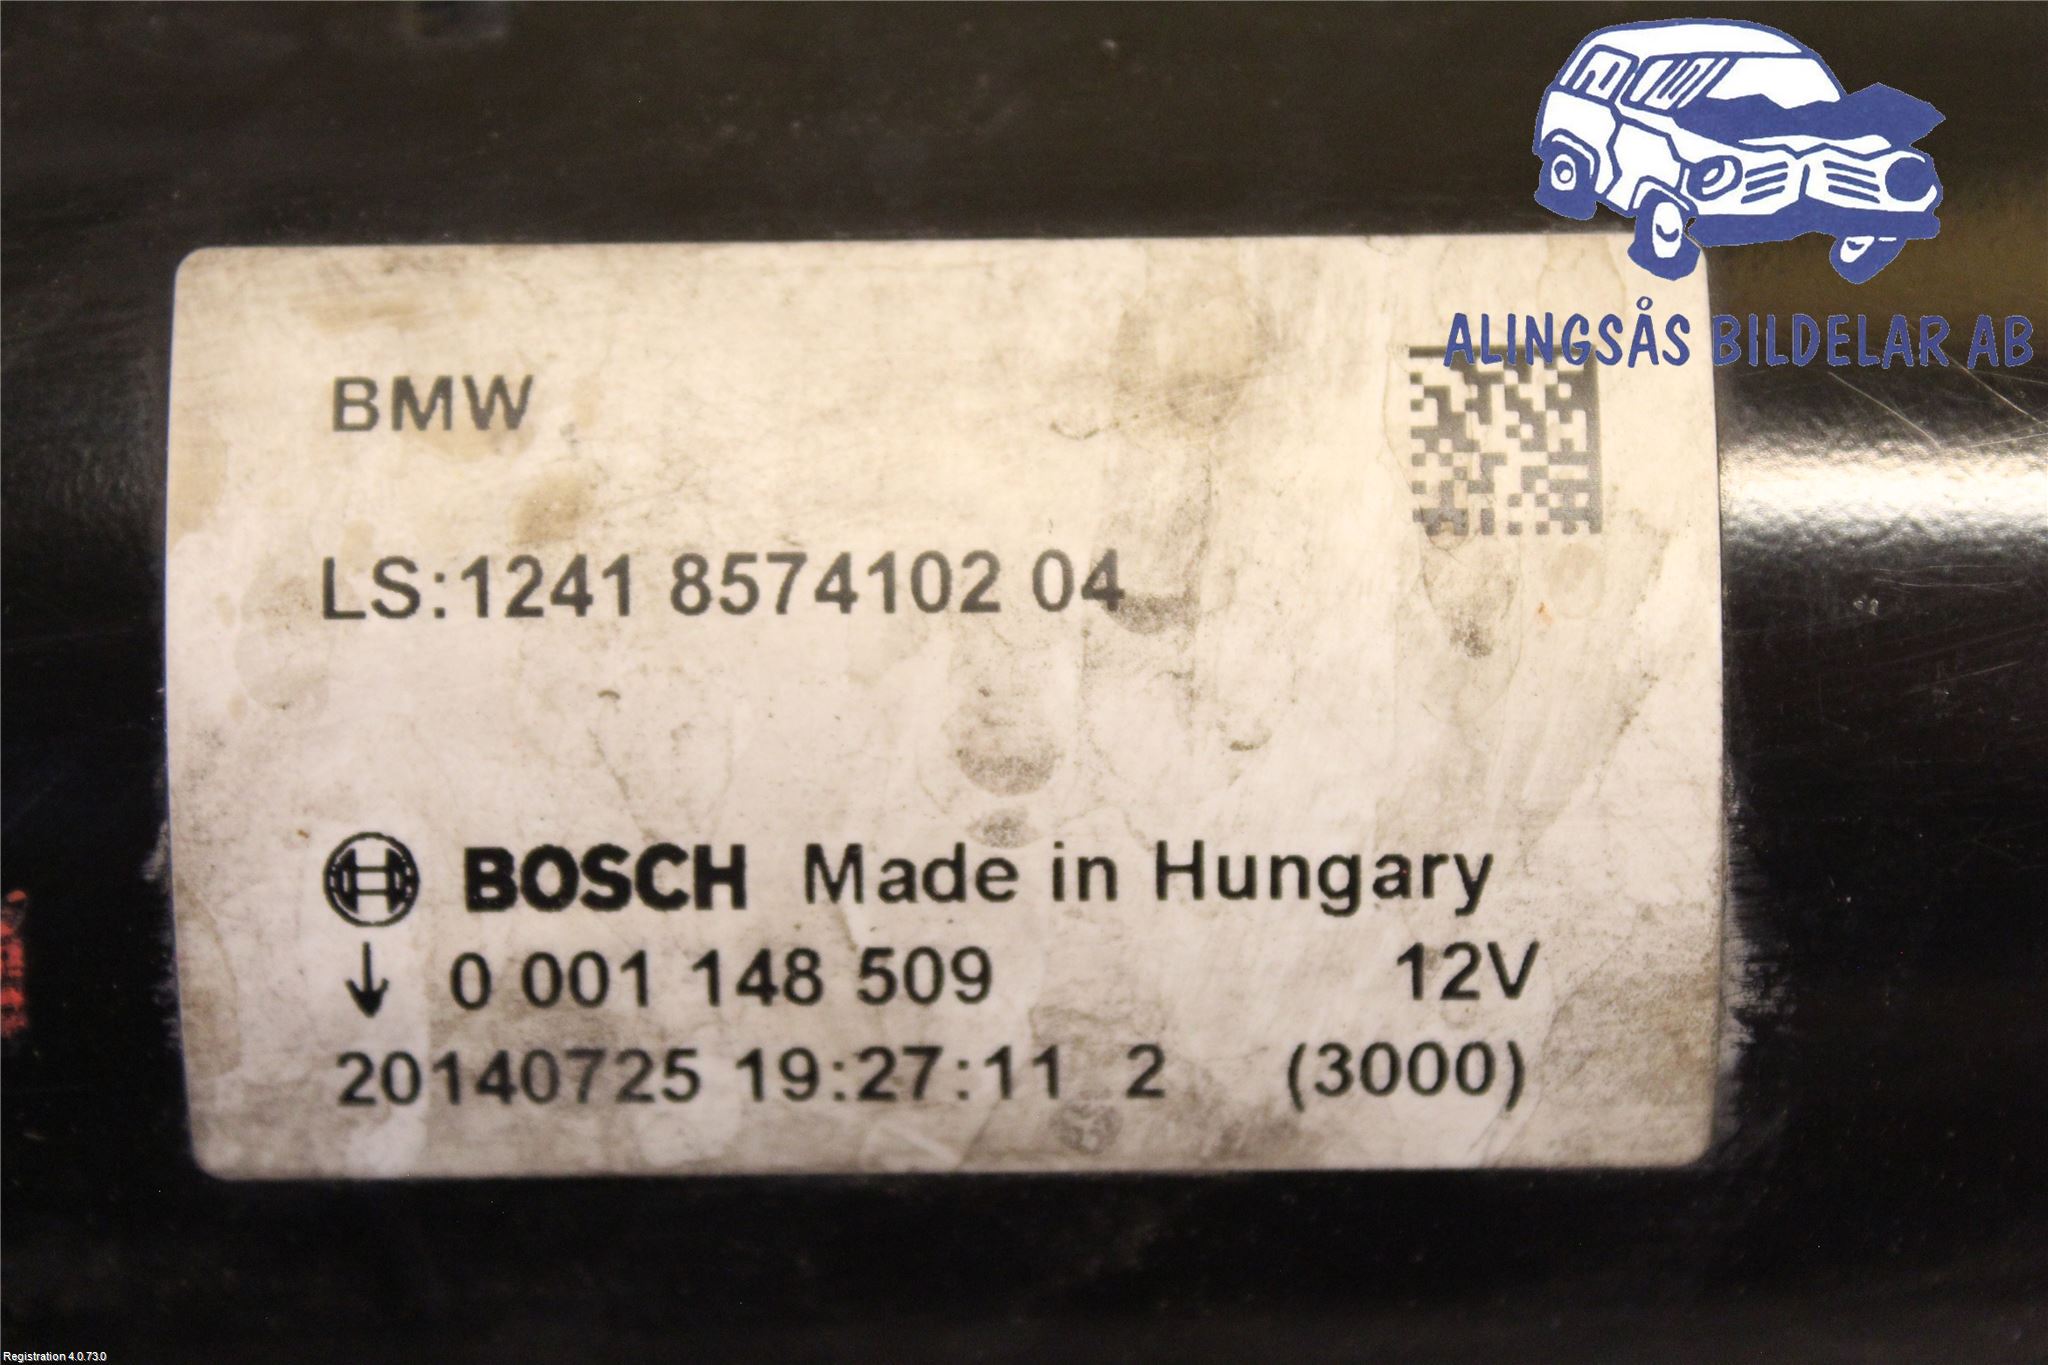 ALINGSÅS BILDELAR AB
BMW
LS:1241 8574102 04
BOSCH Made in Hungary
↓ 0 001 148 509 12V
20140725 19:27:11 2 (3000)
Registration 4.0.73.0